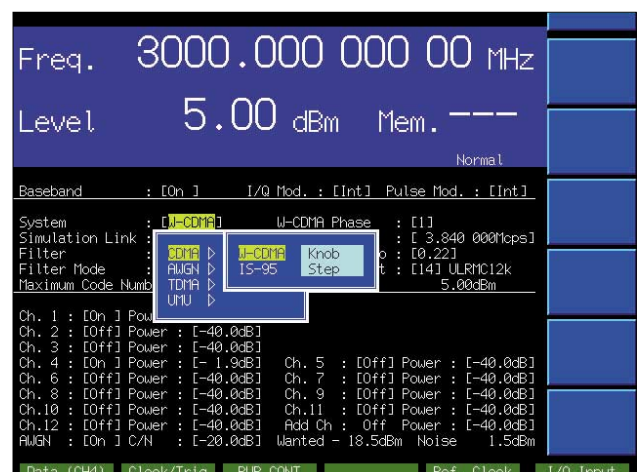 Freq. 3000.000 000 00 MHz
Level 5.00 dBm Mem.---
Normal
Baseband : [On ] I/Q Mod. : [Int] Pulse Mod. : [Int]
System : [W-CDMA] W-CDMA Phase : [1]
Simulation Link : : [ 3.840 000Mcps]
Filter : CDMA ▷ W-CDMA Knob : [0.22]
Filter Mode : AWGN ▷ IS-95 Step : [14] ULRMC12k
Maximum Code Numb TDMA ▷ 5.00dBm
UMU ▷
Ch. 1 : [On ] Pow
Ch. 2 : [Off] Power : [-40.0dB]
Ch. 3 : [Off] Power : [-40.0dB]
Ch. 4 : [On ] Power : [- 1.9dB] Ch. 5 : [Off] Power : [-40.0dB]
Ch. 6 : [Off] Power : [-40.0dB] Ch. 7 : [Off] Power : [-40.0dB]
Ch. 8 : [Off] Power : [-40.0dB] Ch. 9 : [Off] Power : [-40.0dB]
Ch.10 : [Off] Power : [-40.0dB] Ch.11 : [Off] Power : [-40.0dB]
Ch.12 : [Off] Power : [-40.0dB] Add Ch : Off Power : [-40.0dB]
AWGN : [On ] C/N : [-20.0dB] Wanted - 18.5dBm Noise 1.5dBm
Data (CH4) Clock/Trig PWR CONT Ref. Clock I/Q Input